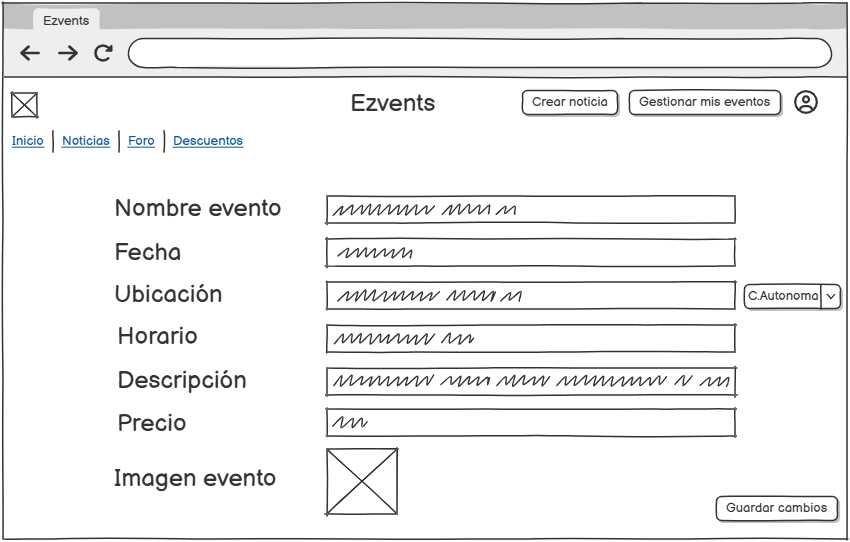 Ezvents
Ezvents
Crear noticia
Gestionar mis eventos
Inicio
Noticias
Foro
Descuentos
Nombre evento
Fecha
Ubicación
C.Autonoma
Horario
Descripción
Precio
Imagen evento
Guardar cambios